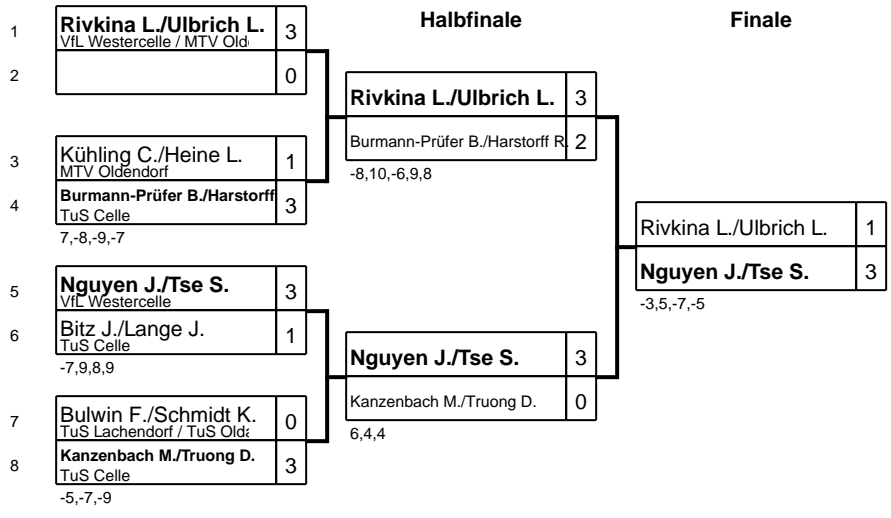 Halbfinale
Finale
1
Rivkina L./Ulbrich L.
3
VfL Westercelle / MTV Old
2
0
3
Kühling C./Heine L.
1
MTV Oldendorf
4
Burmann-Prüfer B./Harstorff
3
TuS Celle
7,-8,-9,-7
5
Nguyen J./Tse S.
3
VfL Westercelle
6
Bitz J./Lange J.
1
TuS Celle
-7,9,8,9
7
Bulwin F./Schmidt K.
0
TuS Lachendorf / TuS Old
8
Kanzenbach M./Truong D.
3
TuS Celle
-5,-7,-9
Rivkina L./Ulbrich L.
3
Burmann-Prüfer B./Harstorff R.
2
-8,10,-6,9,8
Nguyen J./Tse S.
3
Kanzenbach M./Truong D.
0
6,4,4
Rivkina L./Ulbrich L.
1
Nguyen J./Tse S.
3
-3,5,-7,-5